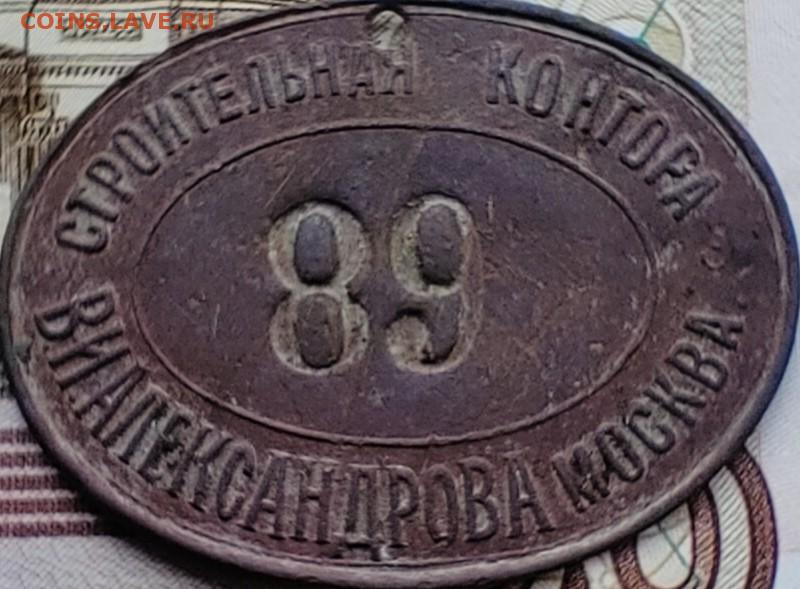 COINS.LAVE.RU
СТРОИТЕЛЬНАЯ КОНТОРА
89
В.И.АЛЕКСАНДРОВА МОСКВА.